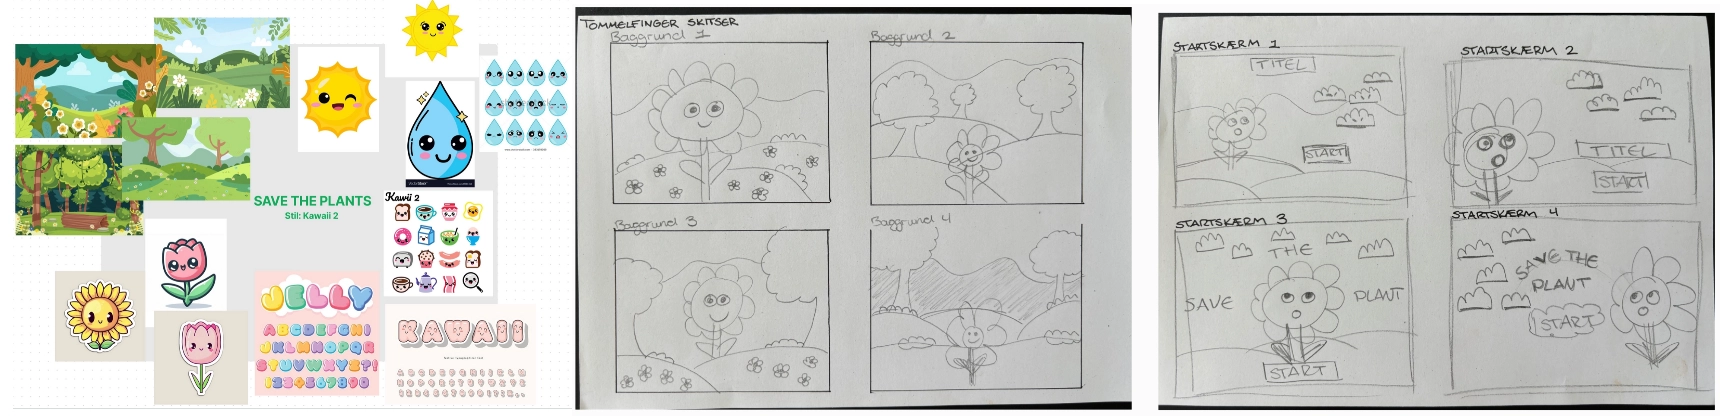 SAVE THE PLANTS
Stil: Kawaii 2
Kawii 2
JELLY
ABCDEFGHI
JKLMNOPQR
STUVWXYZ?!
1234567890
KAWAII
TOMMELFINGER SKITSER
Baggrund 1
Baggrund 2
Baggrund 3
Baggrund 4
STARTSKÆRM 1
TITEL
START
STARTSKÆRM 2
TITEL
START
STARTSKÆRM 3
THE
SAVE
PLANT
START
STARTSKÆRM 4
SAVE THE
PLANT
START